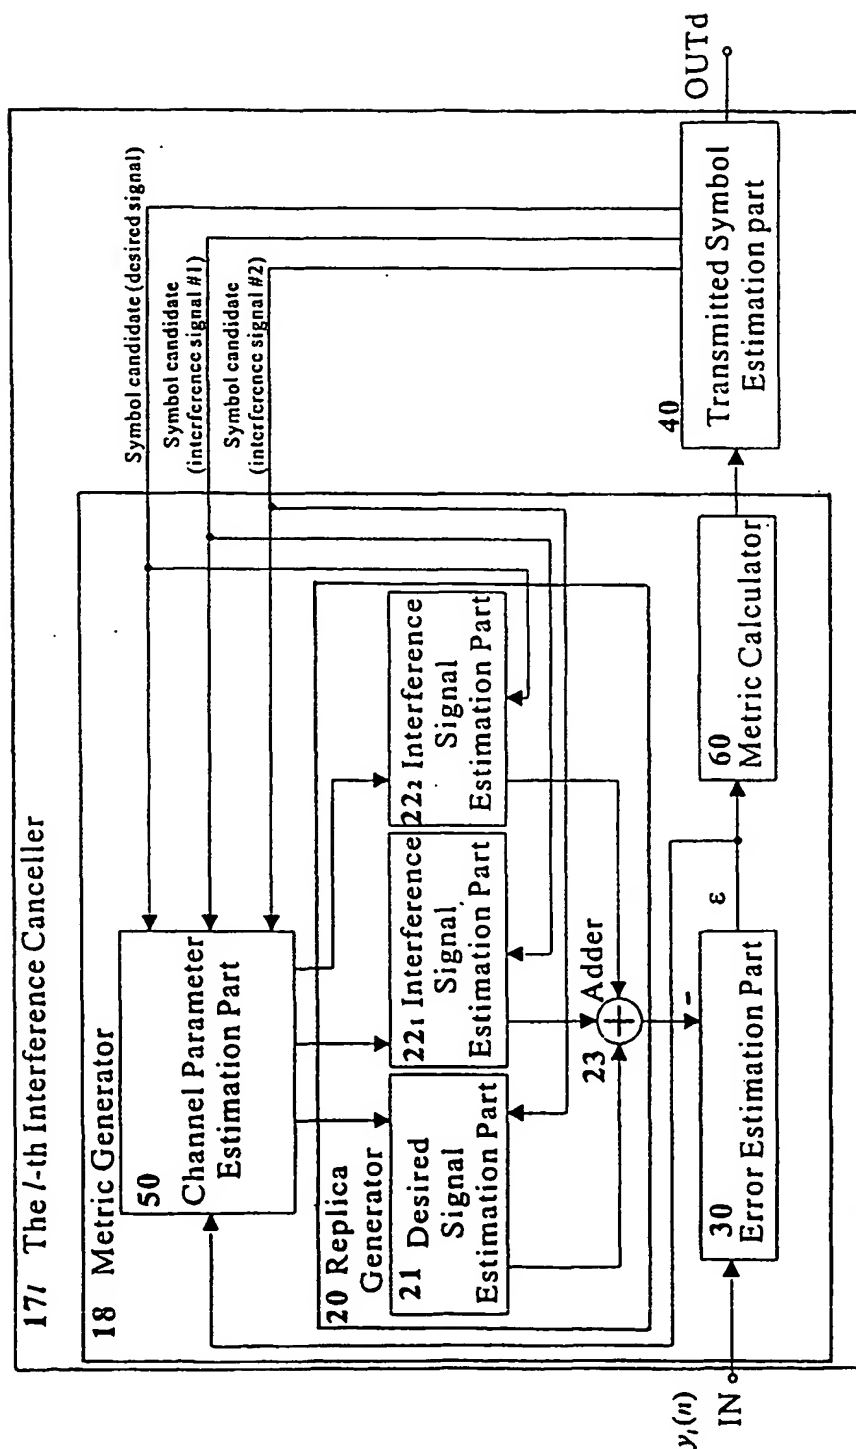 17l The l-th Interference Canceller
18 Metric Generator
50
Channel Parameter
Estimation Part
Symbol candidate (desired signal)
Symbol candidate
(interference signal #1)
Symbol candidate
(interference signal #2)
20 Replica
Generator
21 Desired
Signal
Estimation Part
22₁ Interference
Signal
Estimation Part
22₂ Interference
Signal
Estimation Part
23
Adder
+
-
30
Error Estimation Part
ε
60
Metric Calculator
40
Transmitted Symbol
Estimation part
yₗ(n)
IN
OUTd